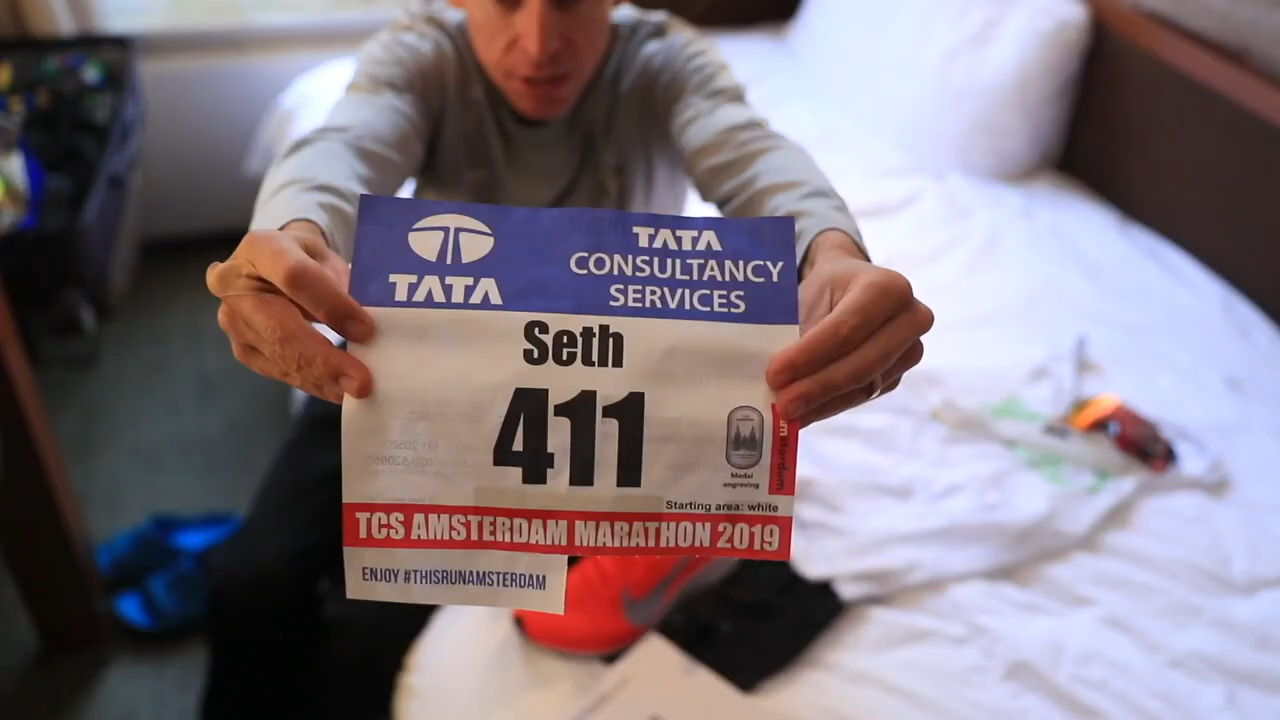 TATA
TATA
CONSULTANCY
SERVICES
Seth
411
Medal
engraving
Starting area: white
TCS AMSTERDAM MARATHON 2019
ENJOY #THISRUNAMSTERDAM